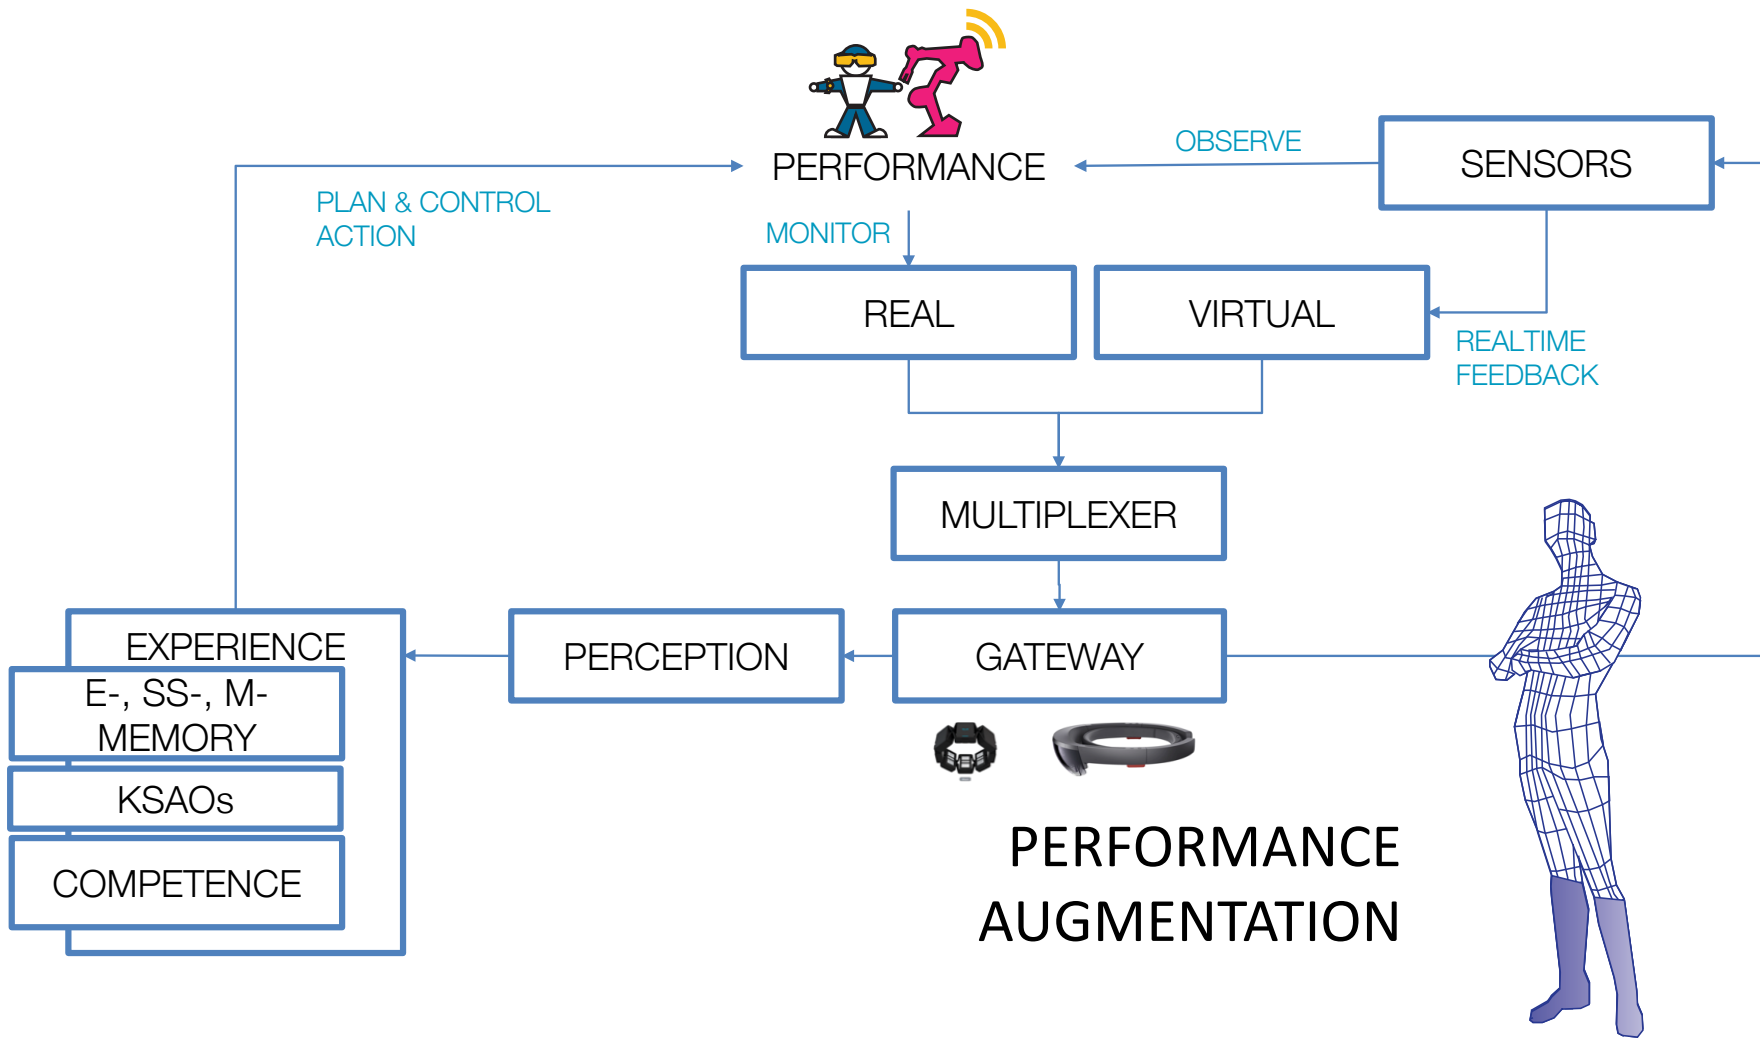 OBSERVE
SENSORS
PERFORMANCE
PLAN & CONTROL
ACTION
MONITOR
REAL
VIRTUAL
REALTIME
FEEDBACK
MULTIPLEXER
EXPERIENCE
PERCEPTION
GATEWAY
E-, SS-, M-
MEMORY
KSAOs
COMPETENCE
PERFORMANCE
AUGMENTATION